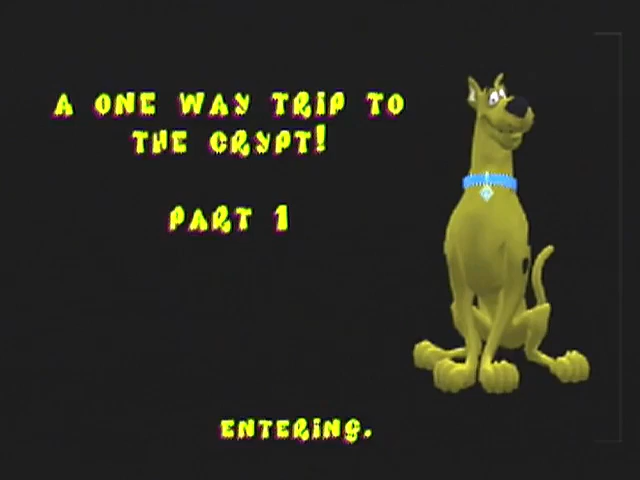 A ONE WAY TRIP TO
THE CRYPT!
PART 1
ENTERING.